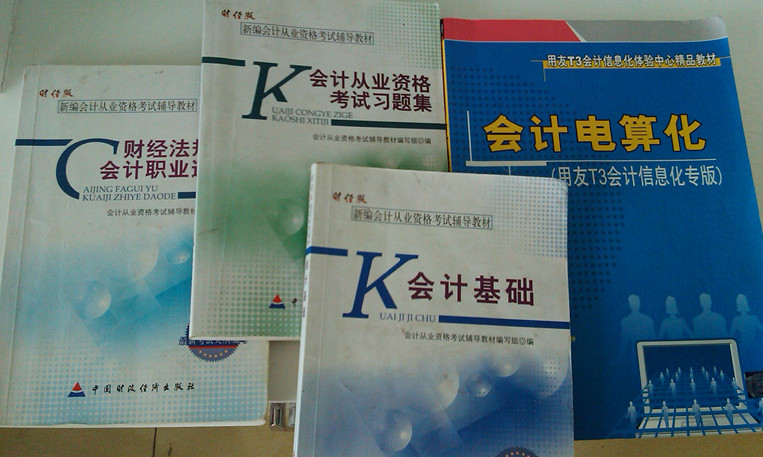 财经版
新编会计从业资格考试辅导教材
财经法规
会计职业道
CAIJING FAGUI YU
KUAIJI ZHIYE DAODE
会计从业资格考试辅导教材
中国财政经济出版社
财经版
新编会计从业资格考试辅导教材
会计从业资格
考试习题集
KUAIJI CONGYE ZIGE
KAOSHI XITIJI
会计从业资格考试辅导教材编写组◎编
中国
财经版
新编会计从业资格考试辅导教材
会计基础
KUAIJI JI CHU
会计从业资格考试辅导教材编写组◎编
用友T3会计信息化体验中心精品教材
会计电算化
(用友T3会计信息化专版)